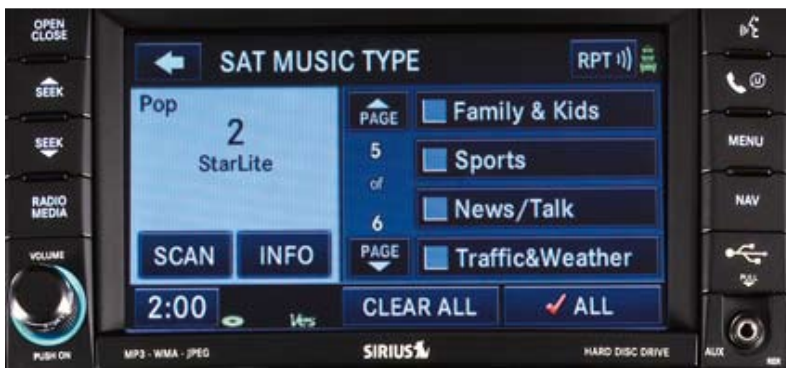 OPEN
CLOSE
SEEK
SEEK
RADIO
MEDIA
VOLUME
PUSH ON
SAT MUSIC TYPE
RPT
Pop
2
StarLite
SCAN
INFO
PAGE
5
of
6
PAGE
Family & Kids
Sports
News/Talk
Traffic&Weather
2:00
Ves
CLEAR ALL
ALL
MP3 - WMA - JPEG
SIRIUS
HARD DISC DRIVE
MENU
NAV
PULL
AUX